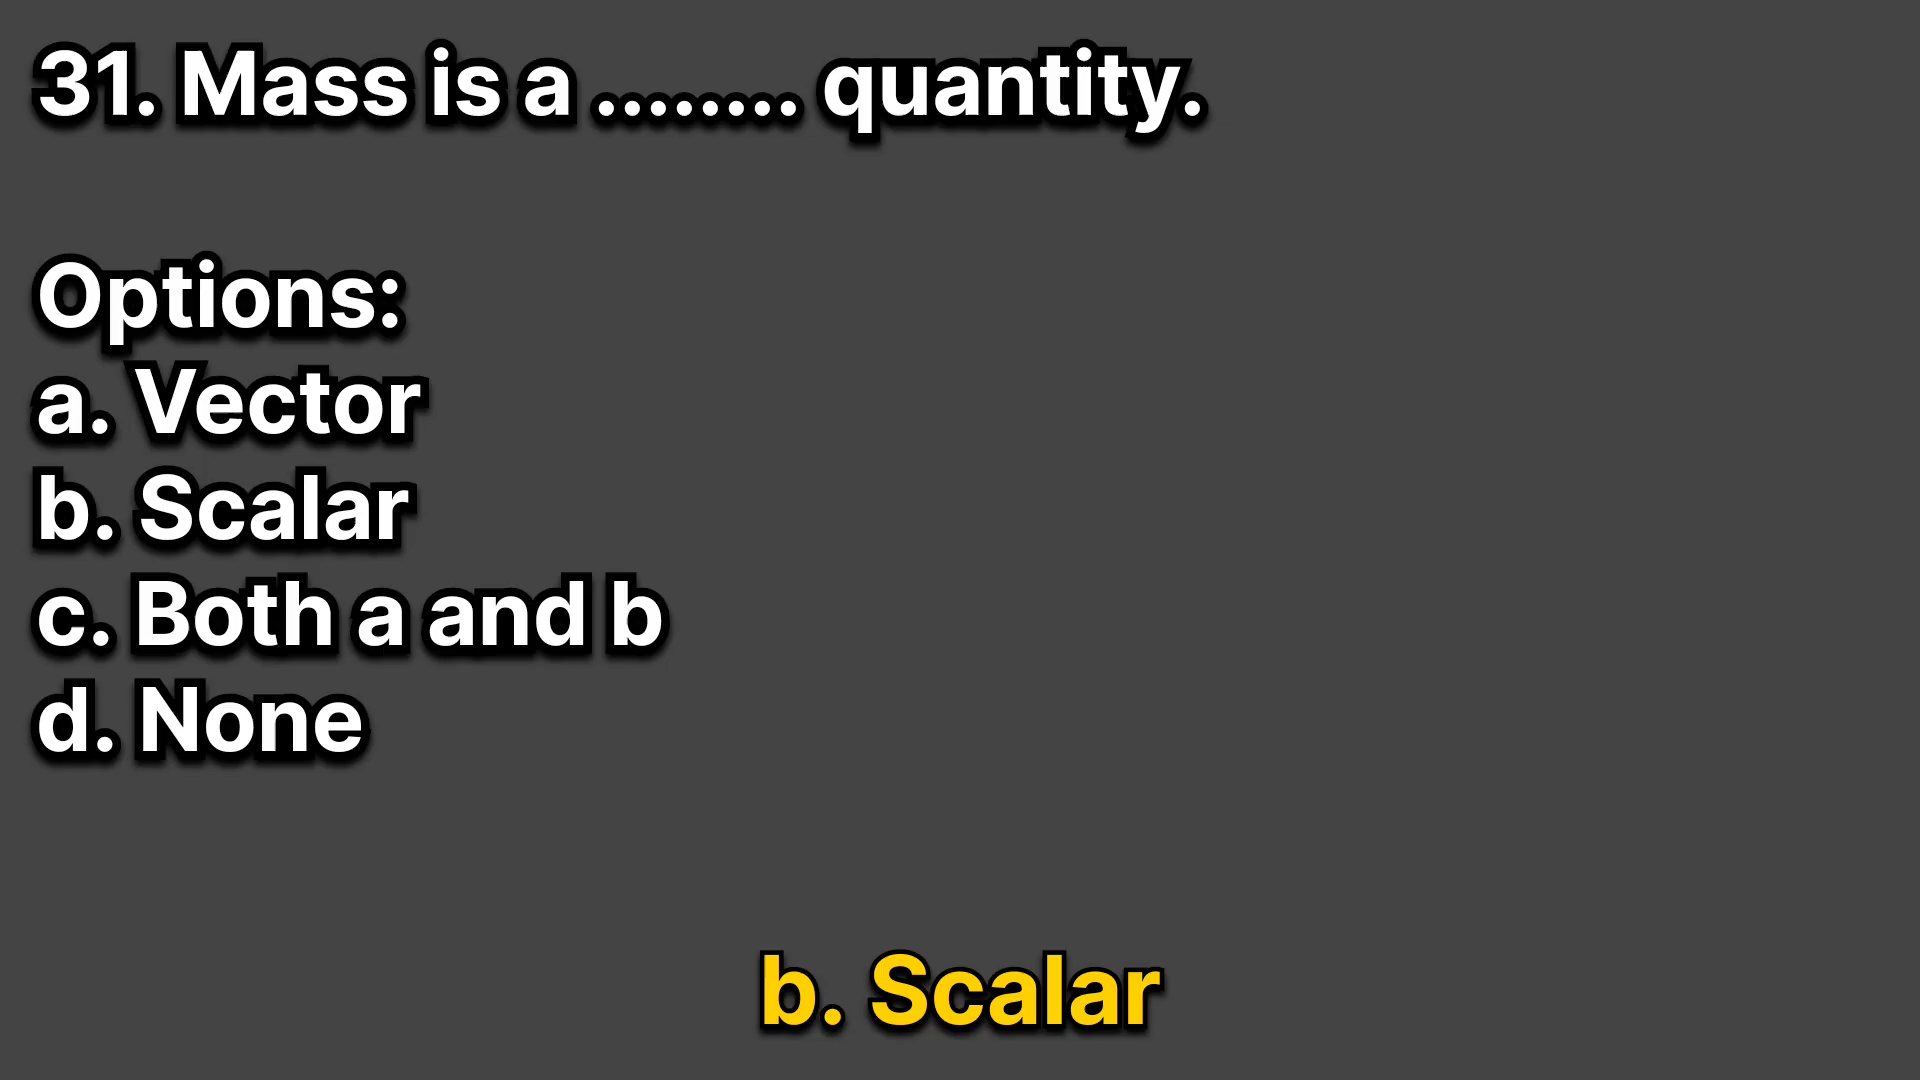 31. Mass is a ........ quantity.
Options:
a. Vector
b. Scalar
c. Both a and b
d. None
b. Scalar